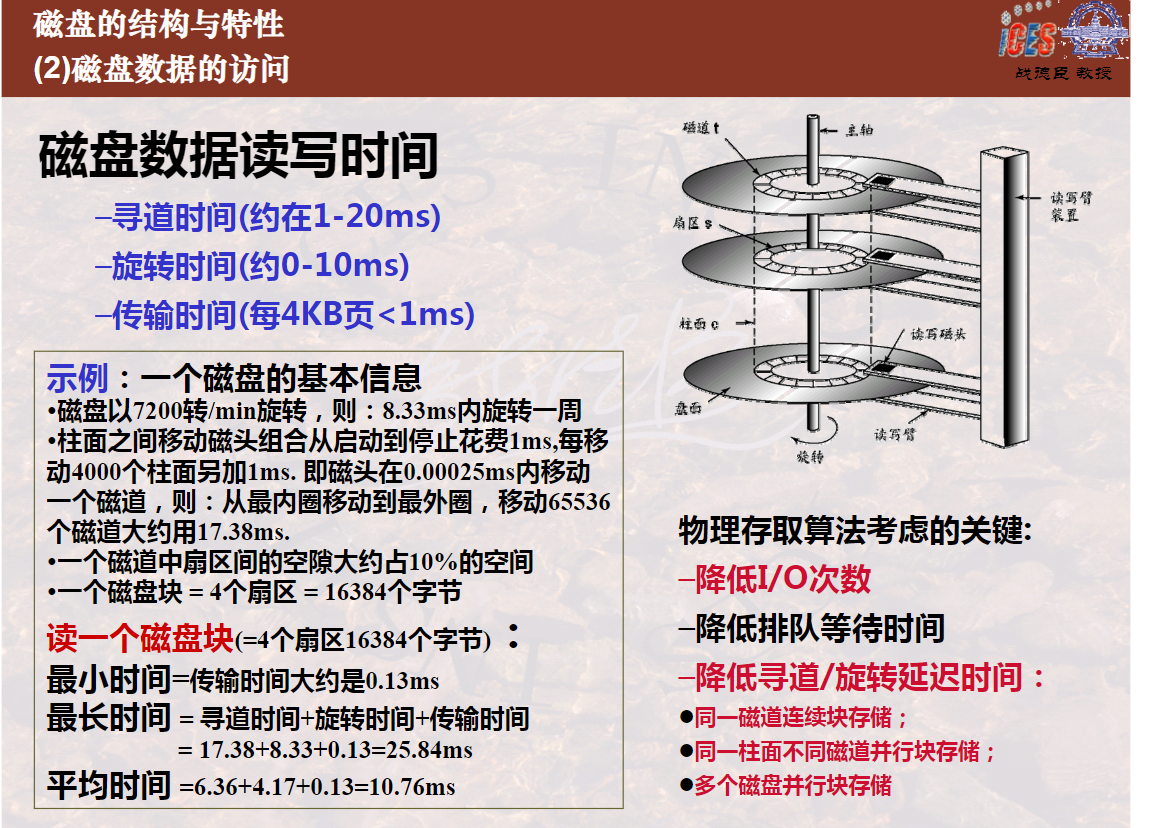 磁盘的结构与特性
(2)磁盘数据的访问
iCES
战德臣 教授
磁盘数据读写时间
–寻道时间(约在1-20ms)
–旋转时间(约0-10ms)
–传输时间(每4KB页<1ms)
示例：一个磁盘的基本信息
•磁盘以7200转/min旋转，则：8.33ms内旋转一周
•柱面之间移动磁头组合从启动到停止花费1ms,每移
动4000个柱面另加1ms. 即磁头在0.00025ms内移动
一个磁道，则：从最内圈移动到最外圈，移动65536
个磁道大约用17.38ms.
•一个磁道中扇区间的空隙大约占10%的空间
•一个磁盘块 = 4个扇区 = 16384个字节
读一个磁盘块(=4个扇区16384个字节) ：
最小时间=传输时间大约是0.13ms
最长时间 = 寻道时间+旋转时间+传输时间
= 17.38+8.33+0.13=25.84ms
平均时间 =6.36+4.17+0.13=10.76ms
磁道 t
主轴
读写臂
装置
扇区 s
柱面 c
读写磁头
盘面
读写臂
旋转
物理存取算法考虑的关键:
–降低I/O次数
–降低排队等待时间
–降低寻道/旋转延迟时间：
●同一磁道连续块存储；
●同一柱面不同磁道并行块存储；
●多个磁盘并行块存储